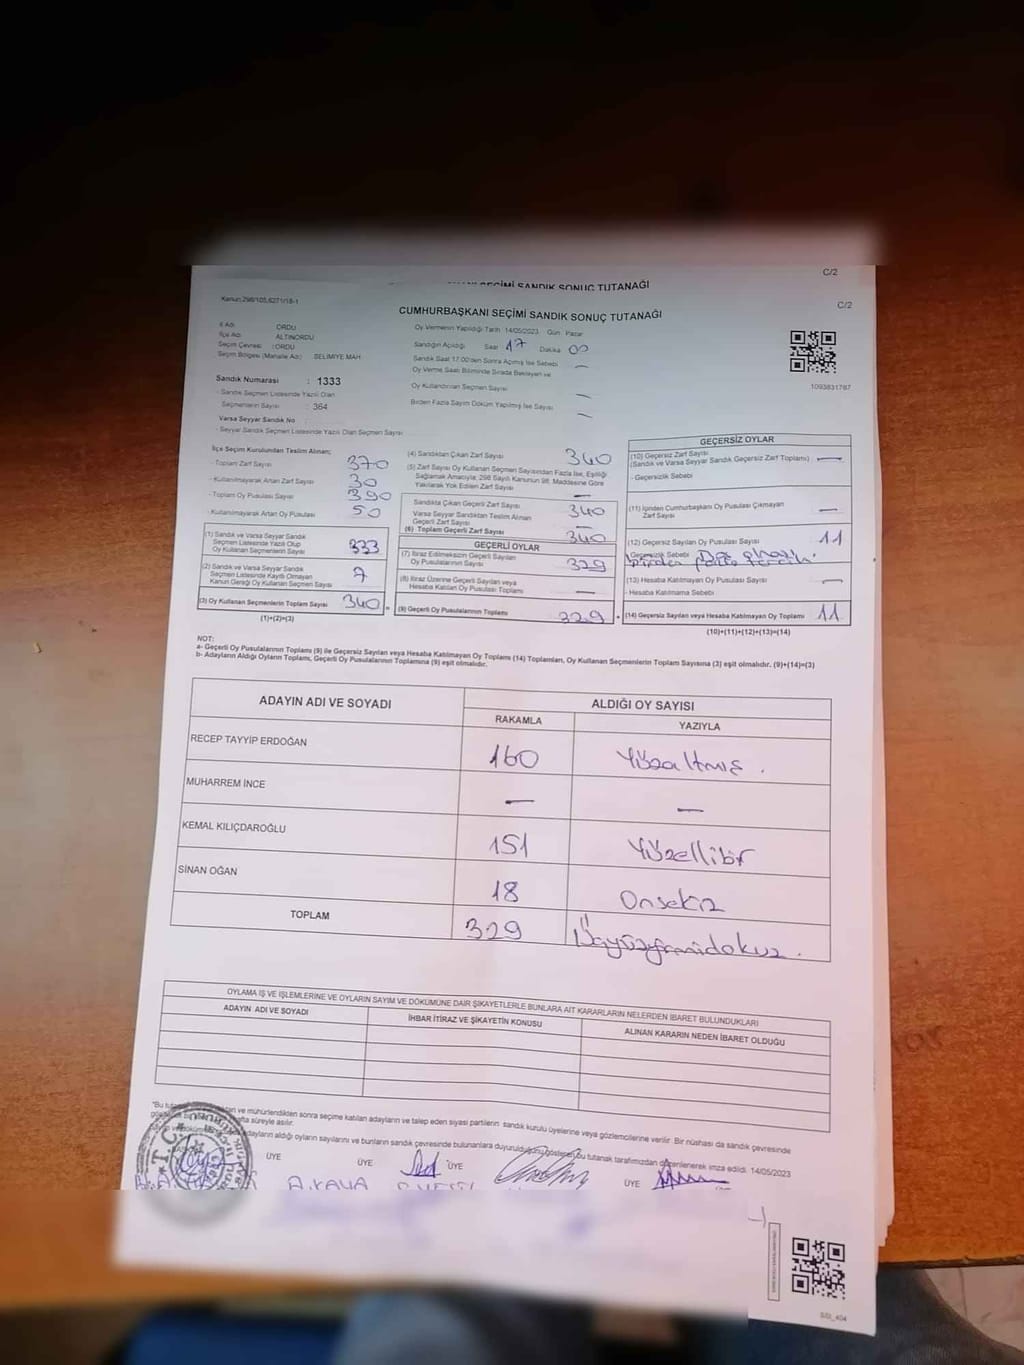 C/2
SANDIK SONUÇ TUTANAĞI
Kanun:298/105,6271/18-1
C/2
CUMHURBAŞKANI SEÇİMİ SANDIK SONUÇ TUTANAĞI
İl Adı : ORDU
İlçe Adı : ALTINORDU
Seçim Çevresi : ORDU
Seçim Bölgesi (Mahalle Adı) : SELİMİYE MAH.
Oy Vermenin Yapıldığı Tarih 14/05/2023 Gün Pazar
Sandığın Açıldığı Saat 17 Dakika 00
Sandık Saat 17.00'den Sonra Açılmış İse Sebebi —
Oy Verme Saati Bitiminde Sırada Bekleyen ve
Oy Kullandırılan Seçmen Sayısı —
Birden Fazla Sayım Döküm Yapılmış İse Sayısı —
1093831787
Sandık Numarası : 1333
- Sandık Seçmen Listesinde Yazılı Olan
Seçmenlerin Sayısı : 364
Varsa Seyyar Sandık No
- Seyyar Sandık Seçmen Listesinde Yazılı Olan Seçmen Sayısı
İlçe Seçim Kurulundan Teslim Alınan;
- Toplam Zarf Sayısı 370
- Kullanılmayarak Artan Zarf Sayısı 30
- Toplam Oy Pusulası Sayısı 390
- Kullanılmayarak Artan Oy Pusulası 50
(1) Sandık ve Varsa Seyyar Sandık
Seçmen Listesinde Yazılı Olup
Oy Kullanan Seçmenlerin Sayısı 333
(2) Sandık ve Varsa Seyyar Sandık
Seçmen Listesinde Kayıtlı Olmayan
Kanun Gereği Oy Kullanan Seçmen Sayısı 7
(3) Oy Kullanan Seçmenlerin Toplam Sayısı 340 =
(1)+(2)=(3)
(4) Sandıktan Çıkan Zarf Sayısı 340
(5) Zarf Sayısı Oy Kullanan Seçmen Sayısından Fazla İse, Eşitliği
Sağlamak Amacıyla; 298 Sayılı Kanunun 98. Maddesine Göre
Yakılarak Yok Edilen Zarf Sayısı —
Sandıkta Çıkan Geçerli Zarf Sayısı 340
Varsa Seyyar Sandıktan Teslim Alınan
Geçerli Zarf Sayısı —
(6) Toplam Geçerli Zarf Sayısı 340
GEÇERLİ OYLAR
(7) İtiraz Edilmeksizin Geçerli Sayılan
Oy Pusulalarının Sayısı 329
(8) İtiraz Üzerine Geçerli Sayılan veya
Hesaba Katılan Oy Pusulası Toplamı —
(9) Geçerli Oy Pusulalarının Toplamı 329 +
GEÇERSİZ OYLAR
(10) Geçersiz Zarf Sayısı
(Sandık ve Varsa Seyyar Sandık Geçersiz Zarf Toplamı) —
- Geçersizlik Sebebi
(11) İçinden Cumhurbaşkanı Oy Pusulası Çıkmayan
Zarf Sayısı —
(12) Geçersiz Sayılan Oy Pusulası Sayısı 11
- Geçersizlik Sebebi
(13) Hesaba Katılmayan Oy Pusulası Sayısı —
- Hesaba Katılmama Sebebi
(14) Geçersiz Sayılan veya Hesaba Katılmayan Oy Toplamı 11
(10)+(11)+(12)+(13)=(14)
NOT:
a- Geçerli Oy Pusulalarının Toplamı (9) ile Geçersiz Sayılan veya Hesaba Katılmayan Oy Toplamı (14) Toplamları, Oy Kullanan Seçmenlerin Toplam Sayısına (3) eşit olmalıdır. (9)+(14)=(3)
b- Adayların Aldığı Oyların Toplamı, Geçerli Oy Pusulalarının Toplamına (9) eşit olmalıdır.
ADAYIN ADI VE SOYADI ALDIĞI OY SAYISI
RAKAMLA YAZIYLA
RECEP TAYYİP ERDOĞAN 160 Yüzaltmış .
MUHARREM İNCE — —
KEMAL KILIÇDAROĞLU 151 Yüzellibir
SİNAN OĞAN 18 Onsekiz
TOPLAM 329 Üçyüzyirmidokuz .
OYLAMA İŞ VE İŞLEMLERİNE VE OYLARIN SAYIM VE DÖKÜMÜNE DAİR ŞİKAYETLERLE BUNLARA AİT KARARLARIN NELERDEN İBARET BULUNDUKLARI
ADAYIN ADI VE SOYADI İHBAR İTİRAZ VE ŞİKAYETİN KONUSU ALINAN KARARIN NEDEN İBARET OLDUĞU
"Bu ve mühürlendikten sonra seçime katılan adayların ve talep eden siyasi partilerin sandık kurulu üyelerine veya gözlemcilerine verilir. Bir nüshası da sandık çevresinde
hafta süreyle asılır.
adayların aldığı oyların sayılarını ve bunların sandık çevresinde bulunanlara duyurulduğunu gösteren bu tutanak tarafımızdan düzenlenerek imza edildi. 14/05/2023
ÜYE ÜYE ÜYE ÜYE
A.KAYA
T.C.